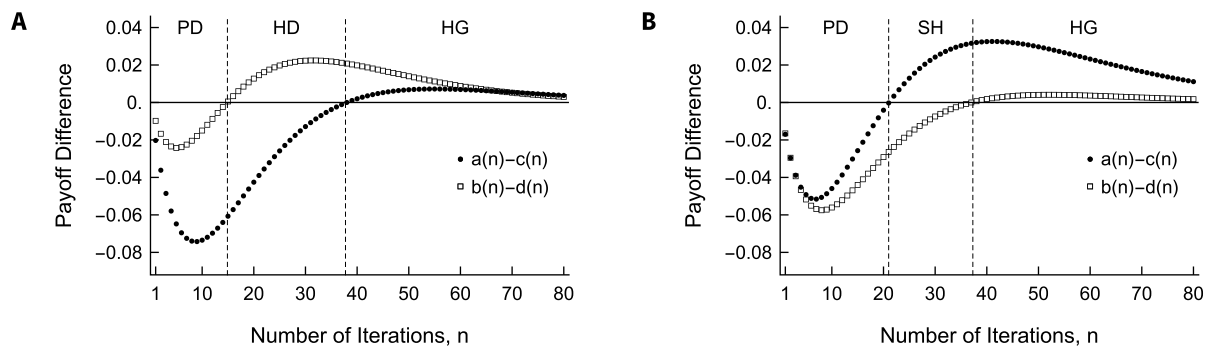 A
PD HD HG
0.04
0.02
0.
−0.02
−0.04
−0.06
−0.08
Payoff Difference
a(n)−c(n)
b(n)−d(n)
1 10 20 30 40 50 60 70 80
Number of Iterations, n
B
PD SH HG
0.04
0.02
0.
−0.02
−0.04
−0.06
−0.08
Payoff Difference
a(n)−c(n)
b(n)−d(n)
1 10 20 30 40 50 60 70 80
Number of Iterations, n